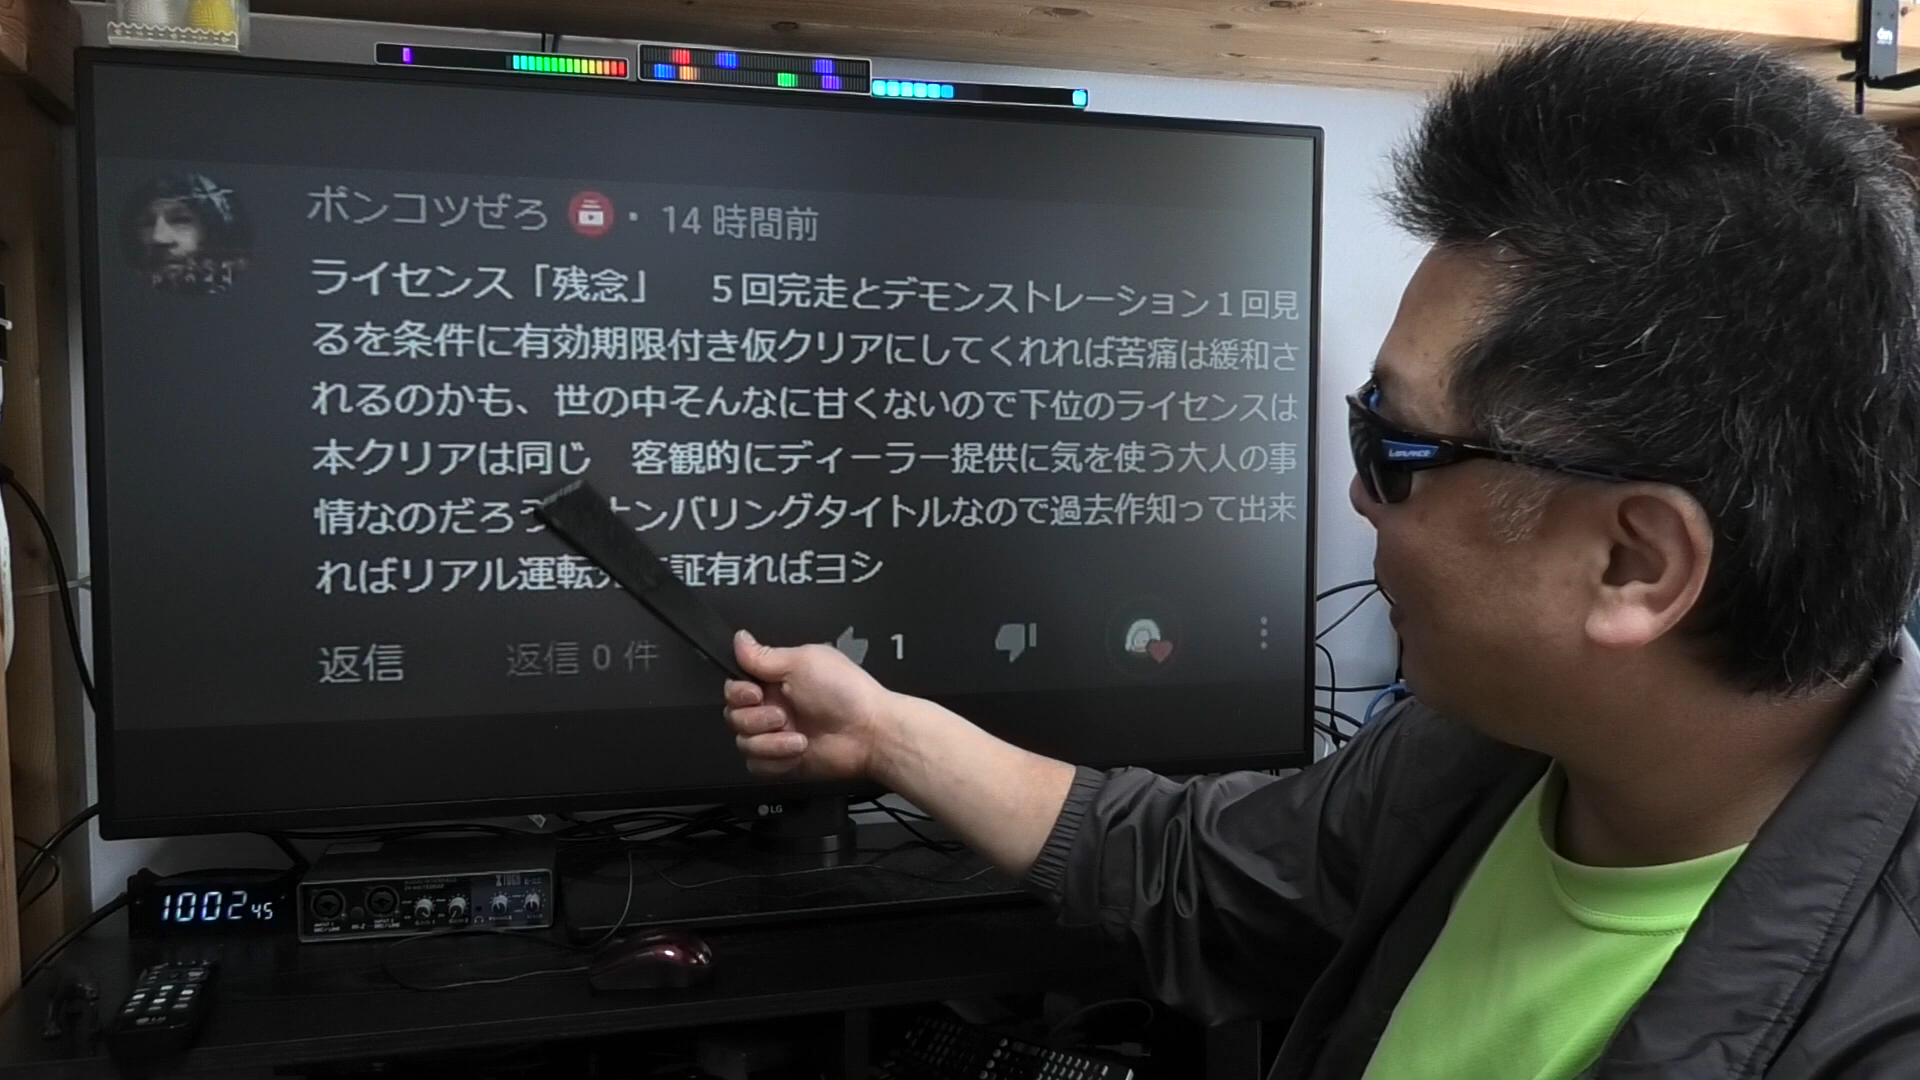 ボンコツぜろ ・ 14 時間前
ライセンス「残念」　５回完走とデモンストレーション１回見
るを条件に有効期限付き仮クリアにしてくれれば苦痛は緩和さ
れるのかも、世の中そんなに甘くないので下位のライセンスは
本クリアは同じ　客観的にディーラー提供に気を使う大人の事
情なのだろう ナンバリングタイトルなので過去作知って出来
ればリアル運転 証有ればヨシ
返信 返信 0 件 1
LG
10:02 45